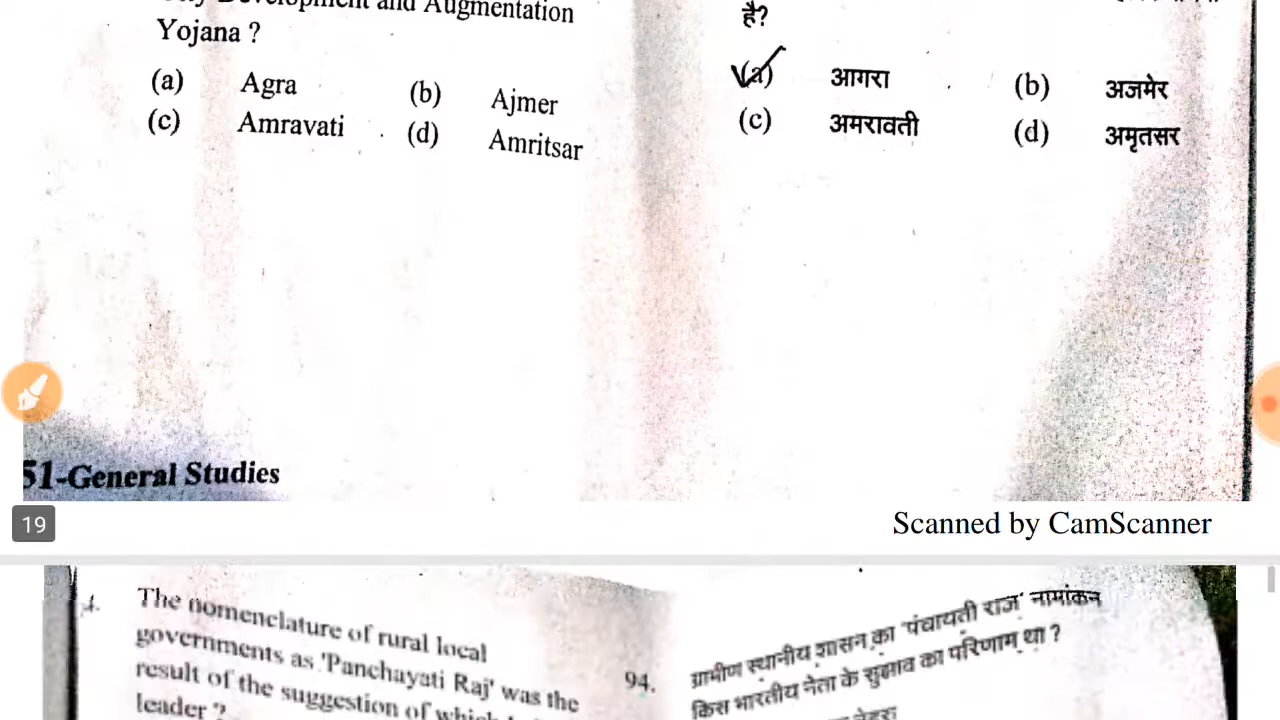 Development and Augmentation
Yojana ?
(a) Agra (b) Ajmer
(c) Amravati (d) Amritsar
है?
(a) आगरा (b) अजमेर
(c) अमरावती (d) अमृतसर
51-General Studies
19
Scanned by CamScanner
The nomenclature of rural local
governments as 'Panchayati Raj' was the
result of the suggestion of
leader ?
94. ग्रामीण स्थानीय शासन का 'पंचायती राज' नामांकन
किस भारतीय नेता के सुझाव का परिणाम था ?